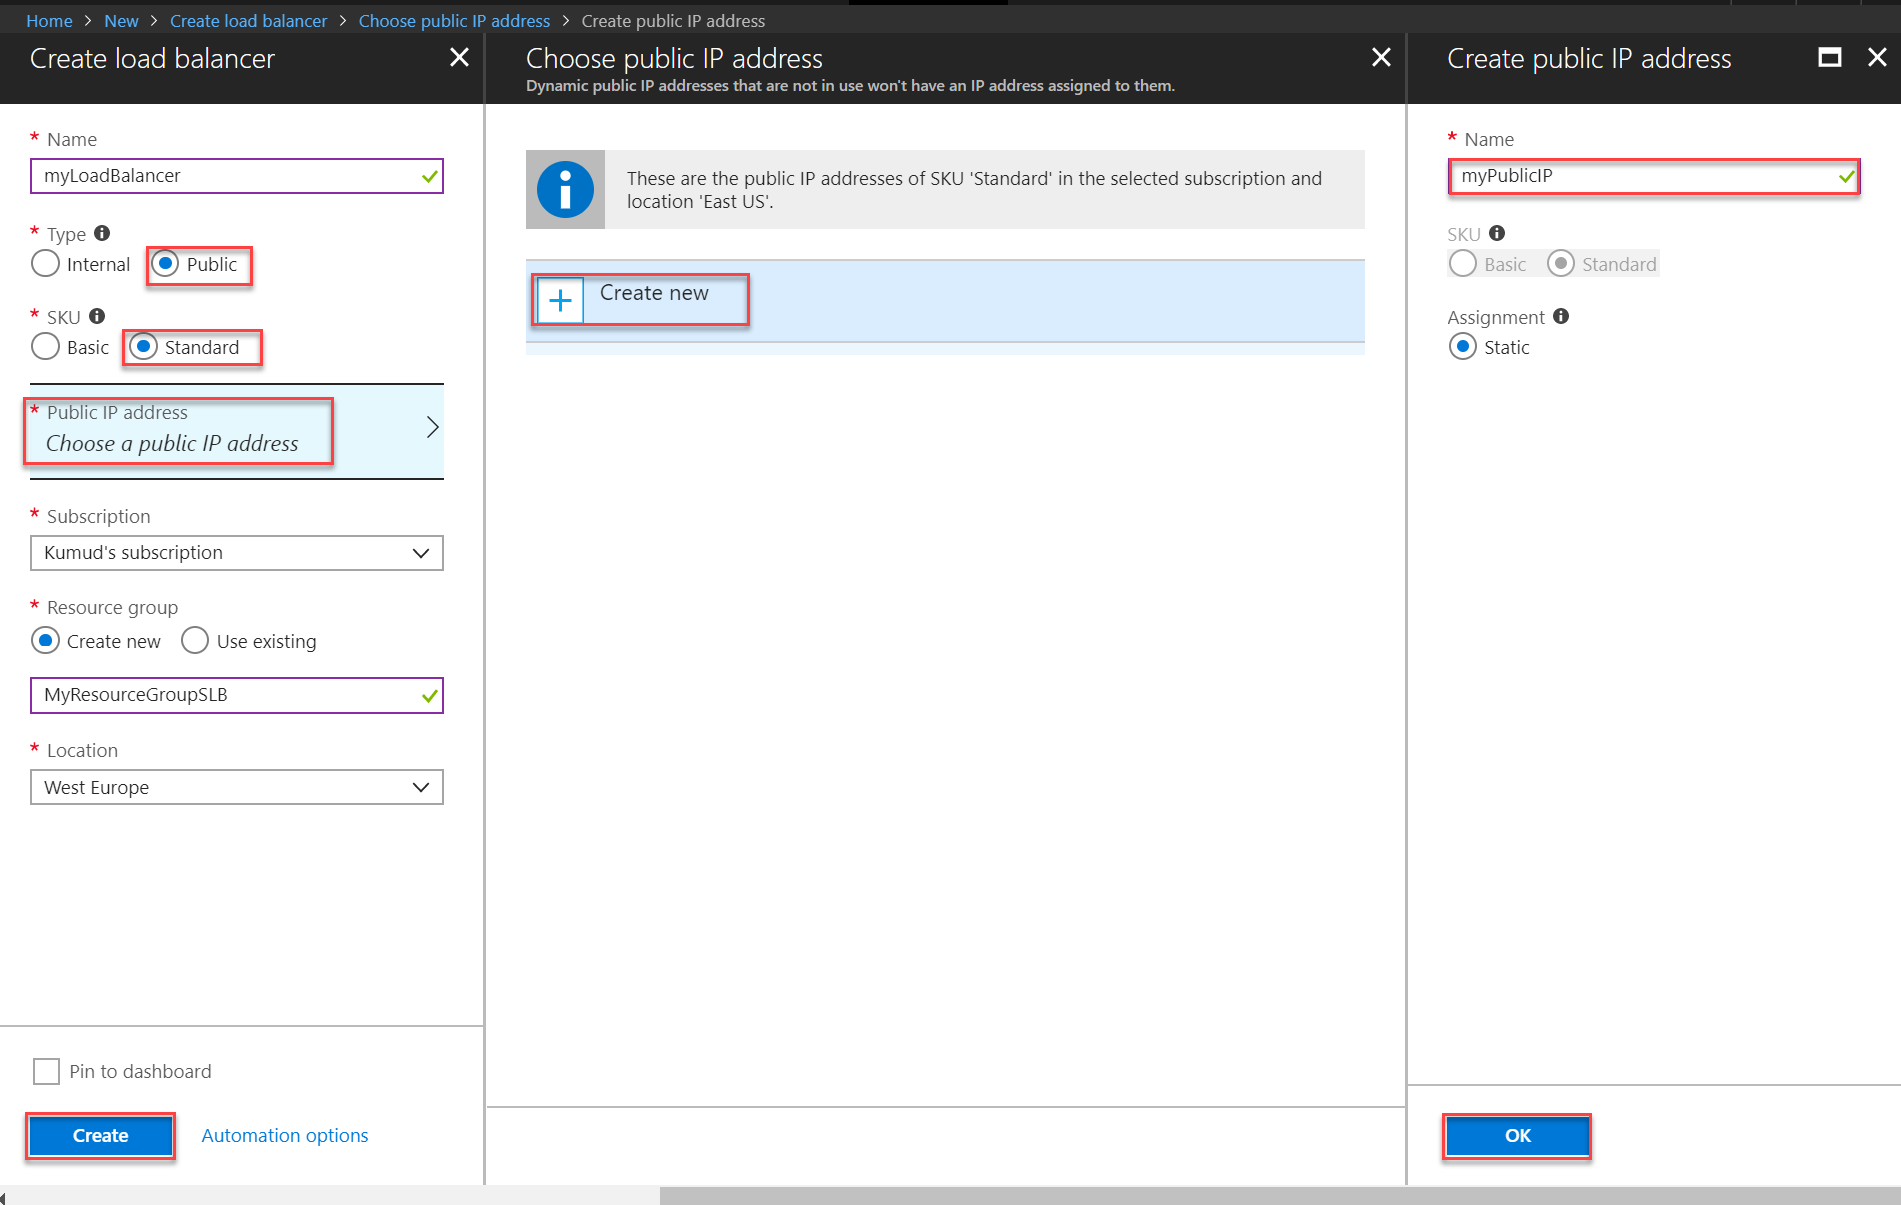 Home > New > Create load balancer > Choose public IP address > Create public IP address
Create load balancer
* Name
myLoadBalancer
* Type
Internal Public
* SKU
Basic Standard
* Public IP address
Choose a public IP address
* Subscription
Kumud's subscription
* Resource group
Create new Use existing
MyResourceGroupSLB
* Location
West Europe
Pin to dashboard
Create Automation options
Choose public IP address
Dynamic public IP addresses that are not in use won't have an IP address assigned to them.
These are the public IP addresses of SKU 'Standard' in the selected subscription and
location 'East US'.
Create new
Create public IP address
* Name
myPublicIP
SKU
Basic Standard
Assignment
Static
OK